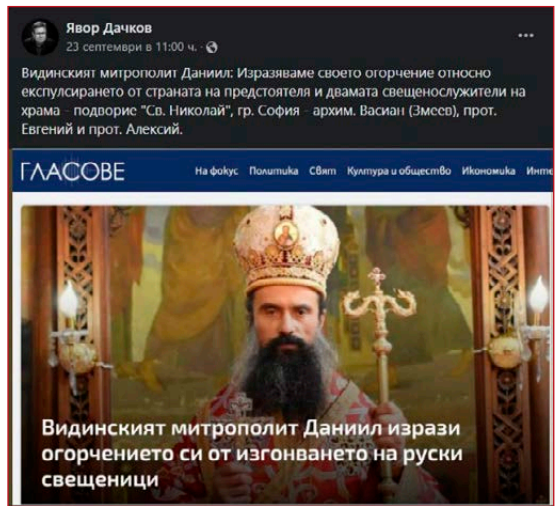 Явор Дачков
23 септември в 11:00 ч. ·
Видинският митрополит Даниил: Изразяваме своето огорчение относно
експулсирането от страната на предстоятеля и двамата свещенослужители на
храма - подворие "Св. Николай", гр. София - архим. Васиан (Змеев), прот.
Евгений и прот. Алексий.
ГЛАСОВЕ
На фокус Политика Свят Култура и общество Икономика Инте
Видинският митрополит Даниил изрази
огорчението си от изгонването на руски
свещеници